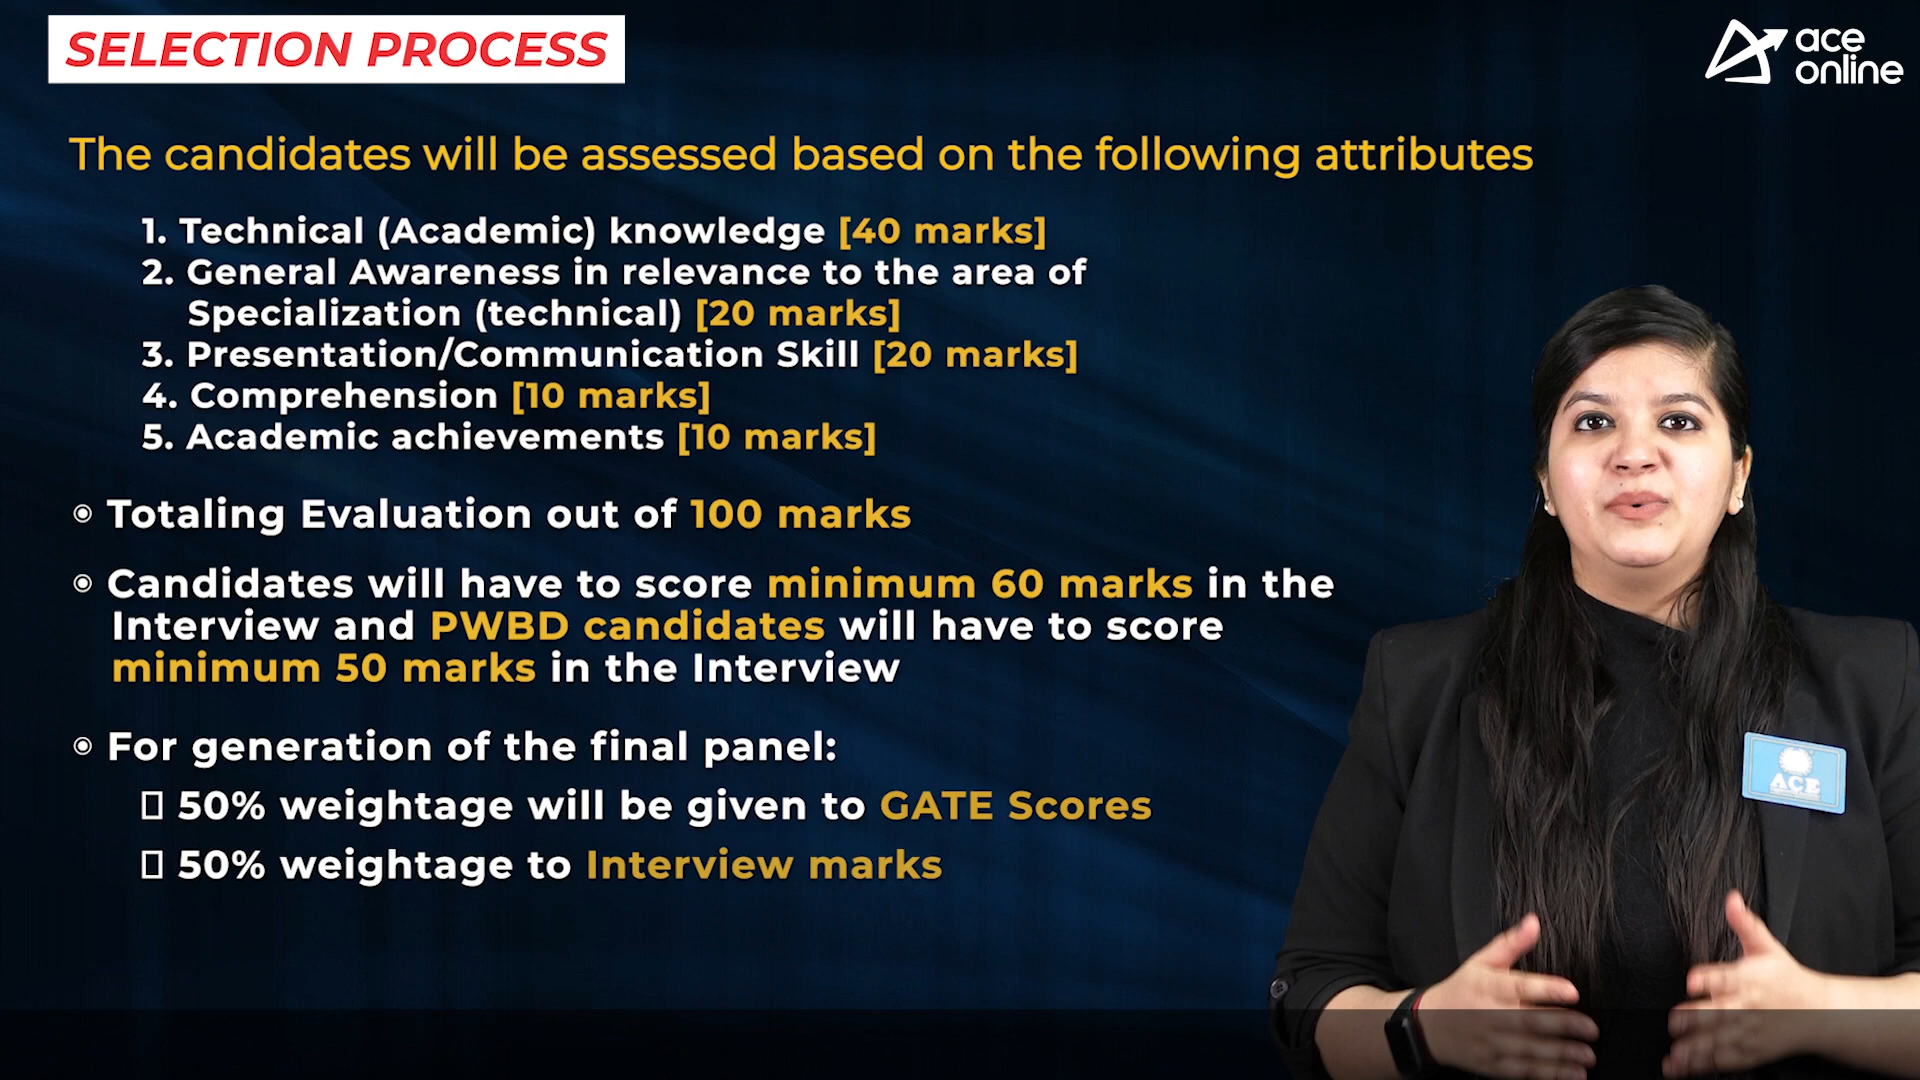 SELECTION PROCESS
ace
online
The candidates will be assessed based on the following attributes
1. Technical (Academic) knowledge [40 marks]
2. General Awareness in relevance to the area of
Specialization (technical) [20 marks]
3. Presentation/Communication Skill [20 marks]
4. Comprehension [10 marks]
5. Academic achievements [10 marks]
Totaling Evaluation out of 100 marks
Candidates will have to score minimum 60 marks in the
Interview and PWBD candidates will have to score
minimum 50 marks in the Interview
For generation of the final panel:
50% weightage will be given to GATE Scores
50% weightage to Interview marks
ACE